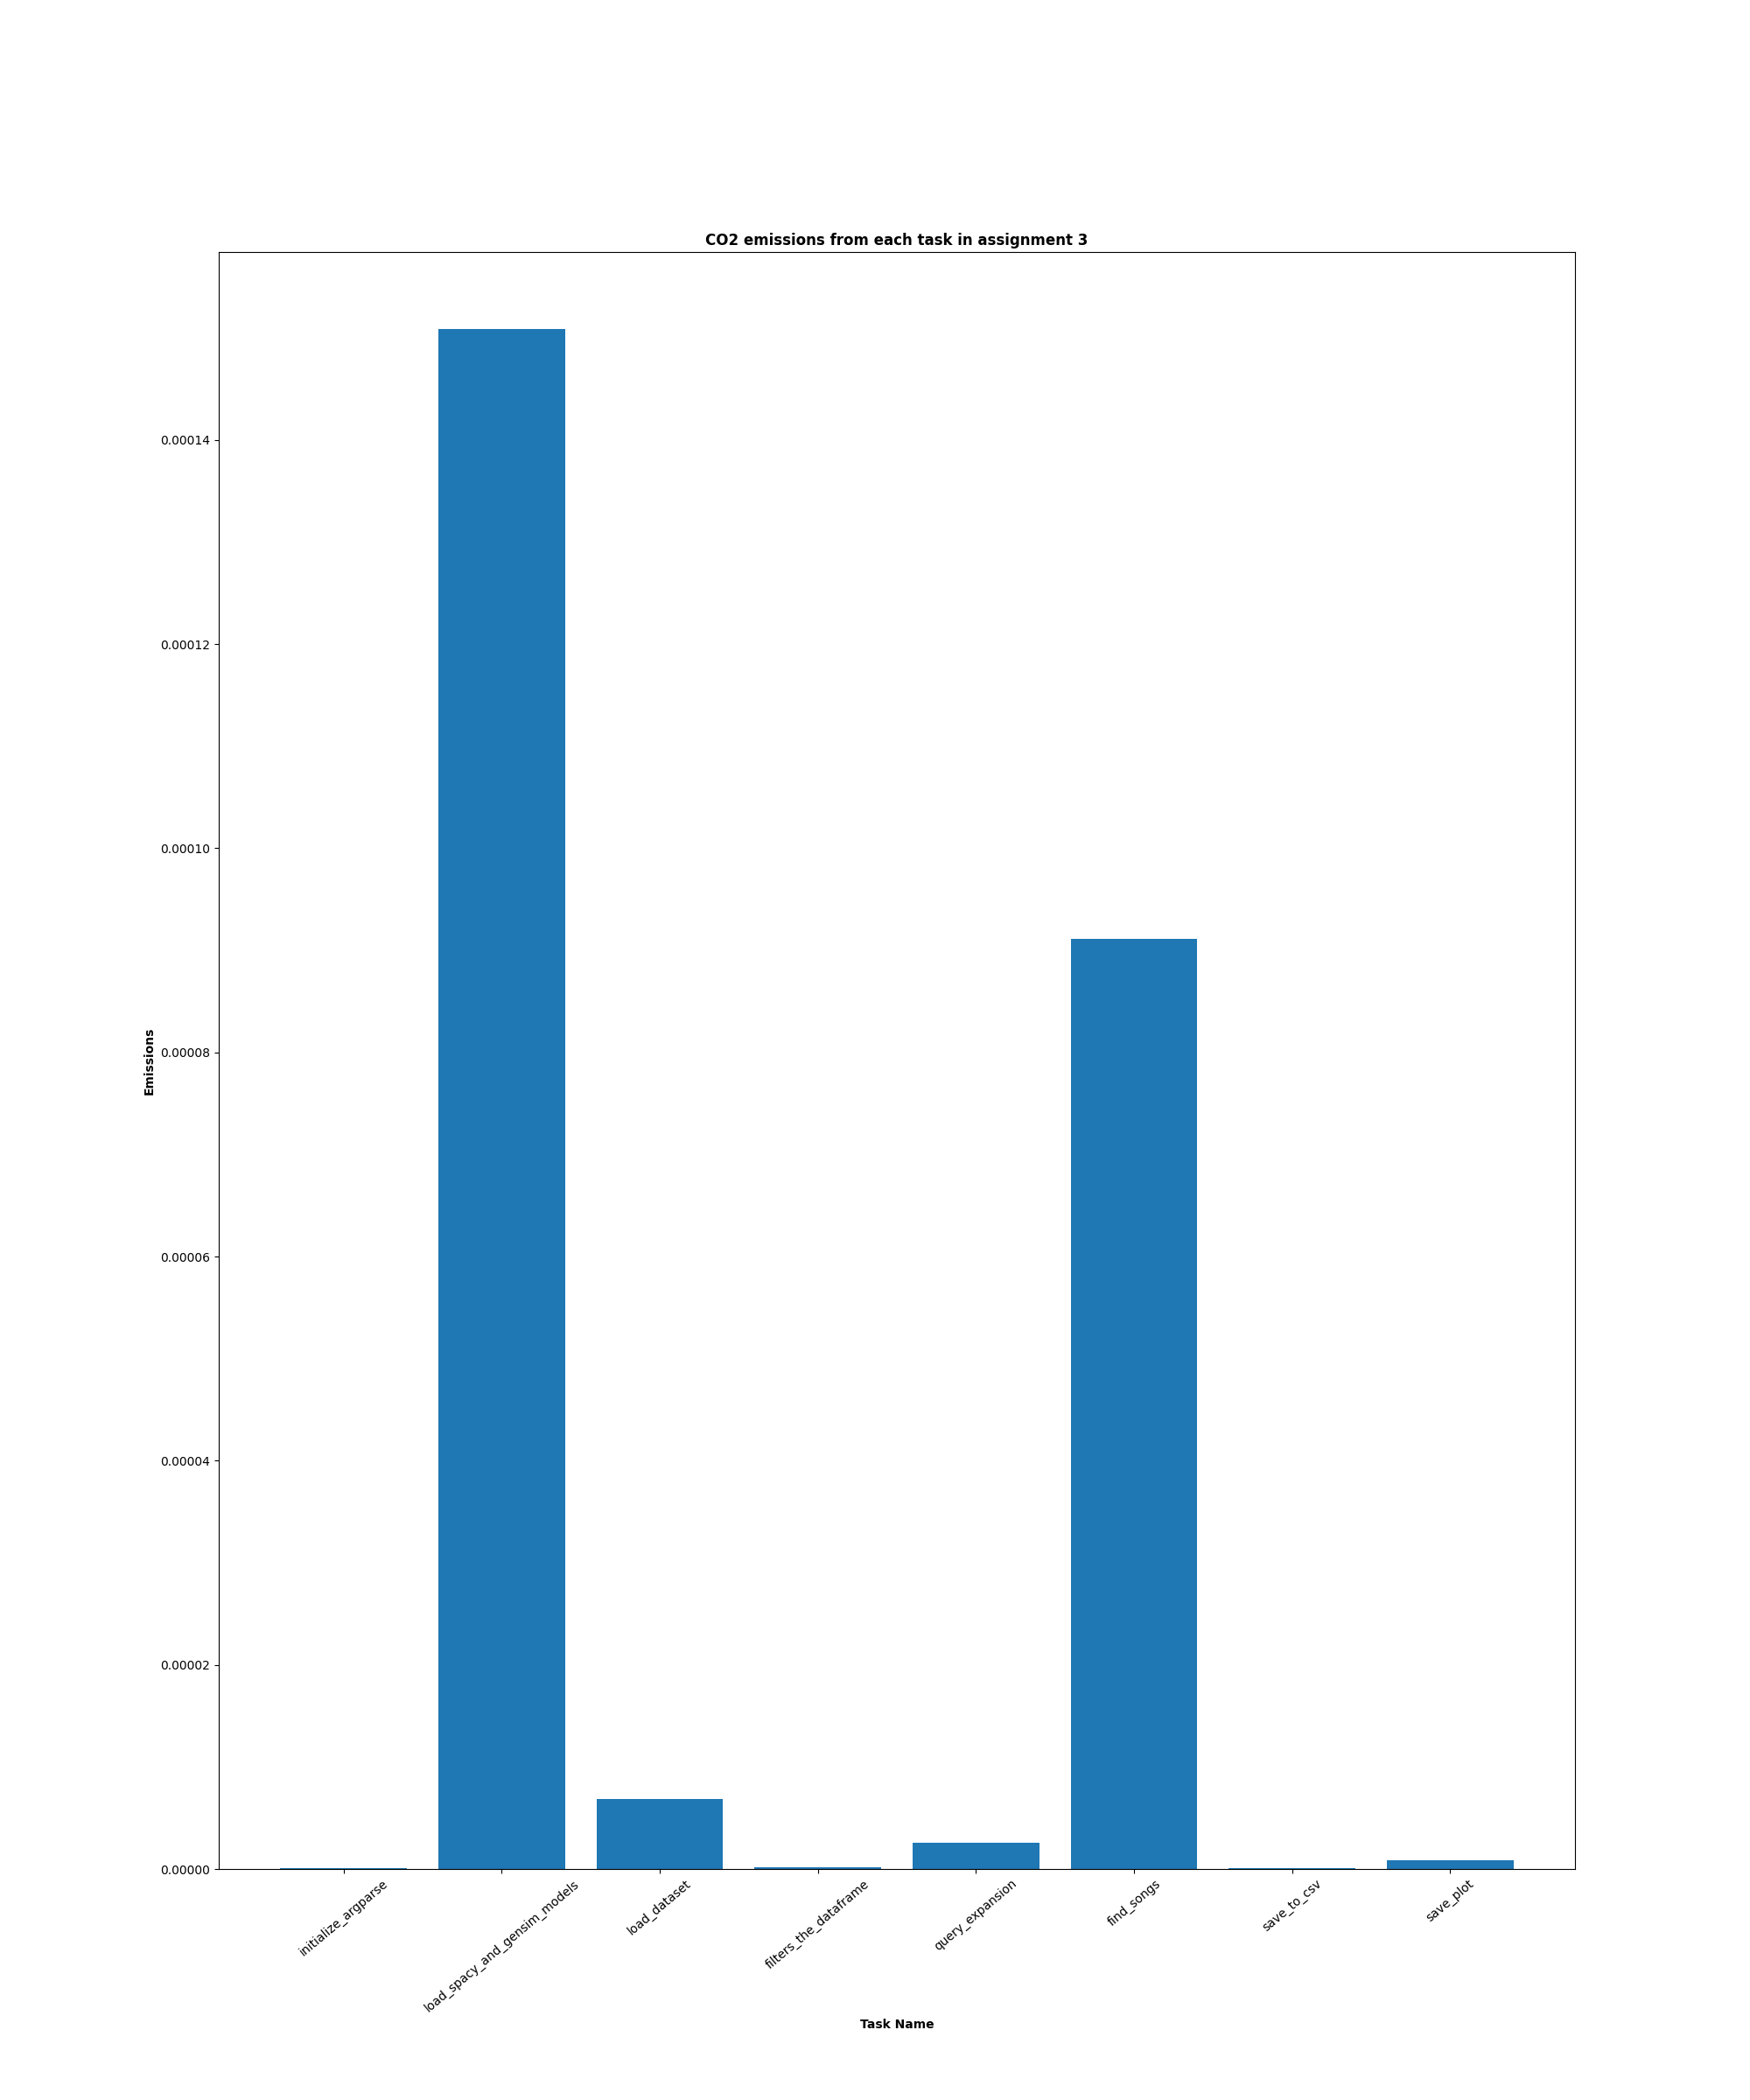 CO2 emissions from each task in assignment 3
0.00014
0.00012
0.00010
0.00008
0.00006
0.00004
0.00002
0.00000
Emissions
initialize_argparse
load_spacy_and_gensim_models
load_dataset
filters_the_dataframe
query_expansion
find_songs
save_to_csv
save_plot
Task Name